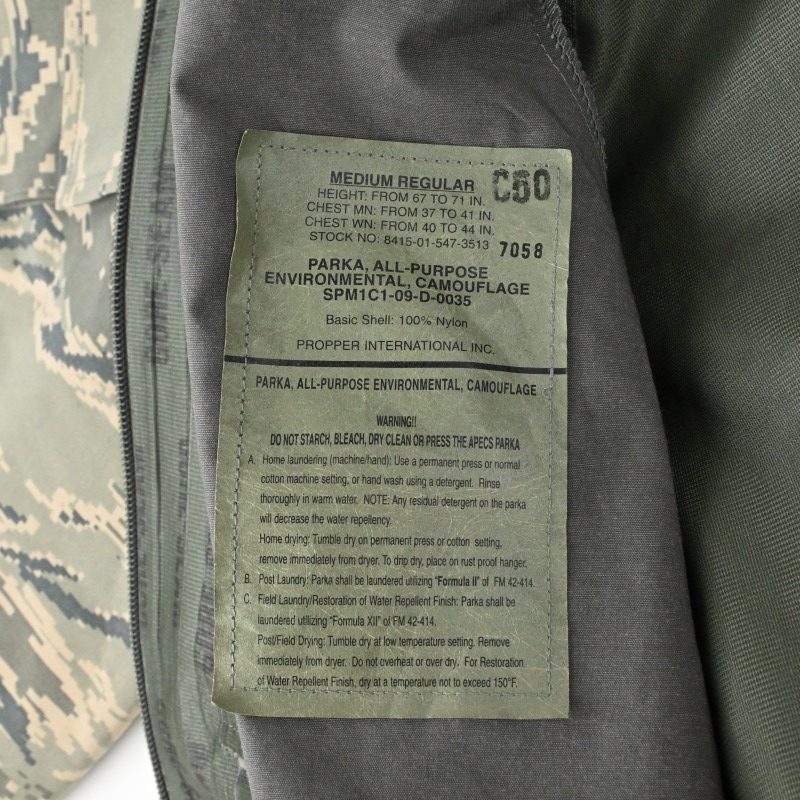 MEDIUM REGULAR C60
HEIGHT: FROM 67 TO 71 IN.
CHEST MN: FROM 37 TO 41 IN.
CHEST WN: FROM 40 TO 44 IN.
STOCK NO: 8415-01-547-3513 7058
PARKA, ALL-PURPOSE
ENVIRONMENTAL, CAMOUFLAGE
SPM1C1-09-D-0035
Basic Shell: 100% Nylon
PROPPER INTERNATIONAL INC.
PARKA, ALL-PURPOSE ENVIRONMENTAL, CAMOUFLAGE
WARNING!!
DO NOT STARCH, BLEACH, DRY CLEAN OR PRESS THE APECS PARKA
A. Home laundering (machine/hand): Use a permanent press or normal
cotton machine setting, or hand wash using a detergent. Rinse
thoroughly in warm water. NOTE: Any residual detergent on the parka
will decrease the water repellency.
Home drying: Tumble dry on permanent press or cotton setting,
remove immediately from dryer. To drip dry, place on rust proof hanger.
B. Post Laundry: Parka shall be laundered utilizing "Formula II" of FM 42-414.
C. Field Laundry/Restoration of Water Repellent Finish: Parka shall be
laundered utilizing "Formula XII" of FM 42-414.
Post/Field Drying: Tumble dry at low temperature setting. Remove
immediately from dryer. Do not overheat or over dry. For Restoration
of Water Repellent Finish, dry at a temperature not to exceed 150°F.